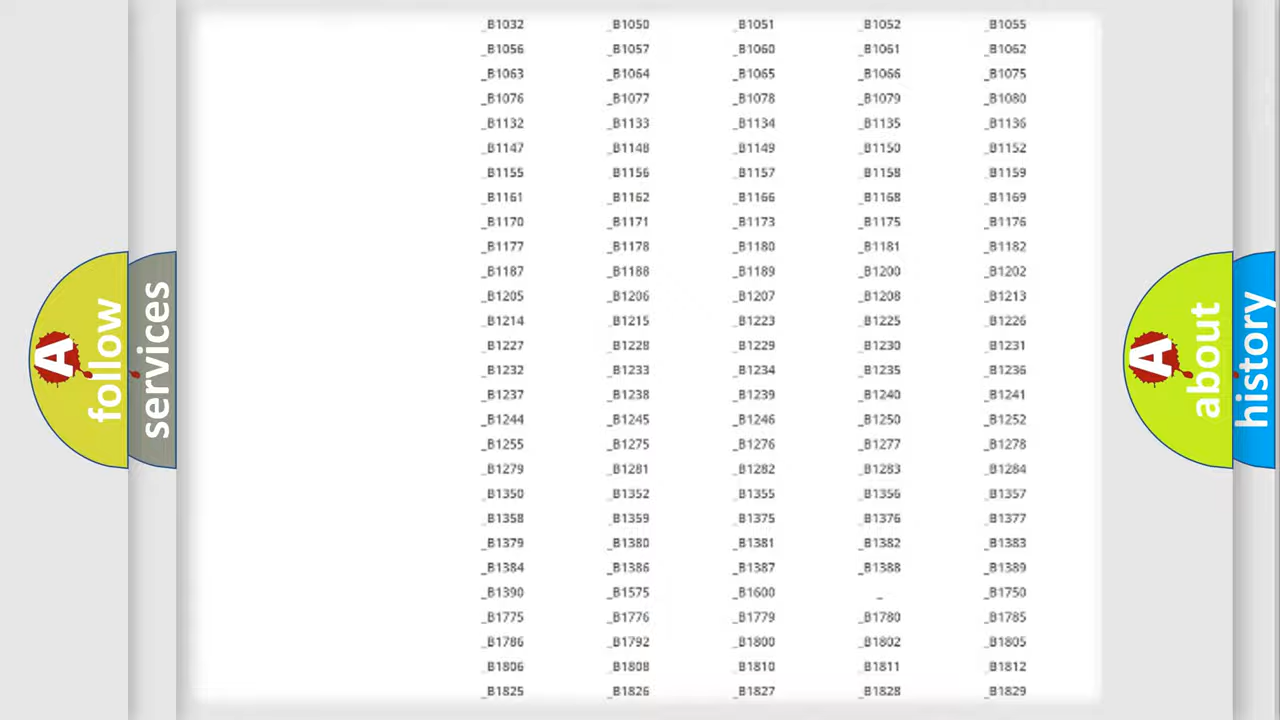 _B1032 _B1050 _B1051 _B1052 _B1055
_B1056 _B1057 _B1060 _B1061 _B1062
_B1063 _B1064 _B1065 _B1066 _B1075
_B1076 _B1077 _B1078 _B1079 _B1080
_B1132 _B1133 _B1134 _B1135 _B1136
_B1147 _B1148 _B1149 _B1150 _B1152
_B1155 _B1156 _B1157 _B1158 _B1159
_B1161 _B1162 _B1166 _B1168 _B1169
_B1170 _B1171 _B1173 _B1175 _B1176
_B1177 _B1178 _B1180 _B1181 _B1182
_B1187 _B1188 _B1189 _B1200 _B1202
_B1205 _B1206 _B1207 _B1208 _B1213
_B1214 _B1215 _B1223 _B1225 _B1226
_B1227 _B1228 _B1229 _B1230 _B1231
_B1232 _B1233 _B1234 _B1235 _B1236
_B1237 _B1238 _B1239 _B1240 _B1241
_B1244 _B1245 _B1246 _B1250 _B1252
_B1255 _B1275 _B1276 _B1277 _B1278
_B1279 _B1281 _B1282 _B1283 _B1284
_B1350 _B1352 _B1355 _B1356 _B1357
_B1358 _B1359 _B1375 _B1376 _B1377
_B1379 _B1380 _B1381 _B1382 _B1383
_B1384 _B1386 _B1387 _B1388 _B1389
_B1390 _B1575 _B1600 _ _B1750
_B1775 _B1776 _B1779 _B1780 _B1785
_B1786 _B1792 _B1800 _B1802 _B1805
_B1806 _B1808 _B1810 _B1811 _B1812
_B1825 _B1826 _B1827 _B1828 _B1829
A follow
services
A about
history